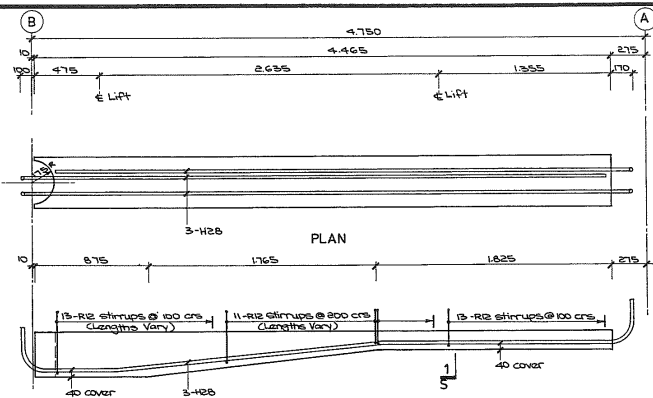 B
A
4.750
10
4.465
275
100
475
2.635
1.355
170
℄ Lift
℄ Lift
75 R
3-H28
PLAN
10
875
1.765
1.825
275
13-R12 Stirrups @ 100 crs
(Lengths Vary)
11-R12 Stirrups @ 200 crs
(Lengths Vary)
13-R12 Stirrups @ 100 crs
40 cover
3-H28
1
5
40 cover